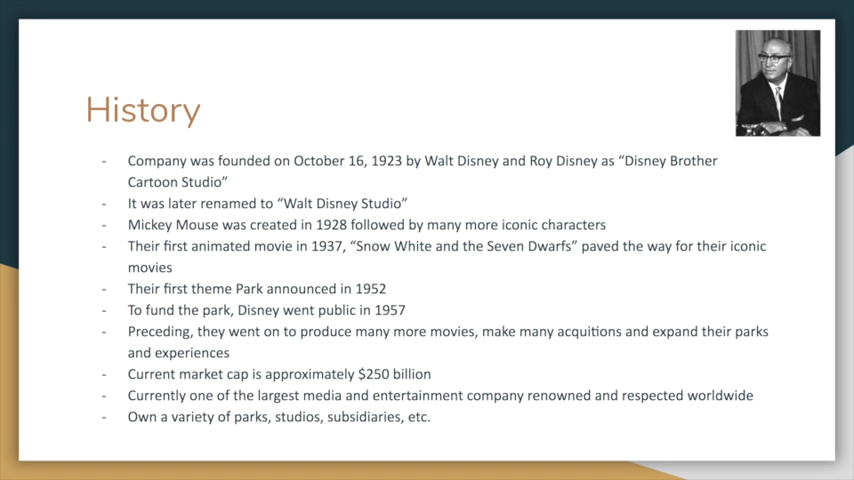 History
- Company was founded on October 16, 1923 by Walt Disney and Roy Disney as “Disney Brother
Cartoon Studio”
- It was later renamed to “Walt Disney Studio”
- Mickey Mouse was created in 1928 followed by many more iconic characters
- Their first animated movie in 1937, “Snow White and the Seven Dwarfs” paved the way for their iconic
movies
- Their first theme Park announced in 1952
- To fund the park, Disney went public in 1957
- Preceding, they went on to produce many more movies, make many acquitions and expand their parks
and experiences
- Current market cap is approximately $250 billion
- Currently one of the largest media and entertainment company renowned and respected worldwide
- Own a variety of parks, studios, subsidiaries, etc.